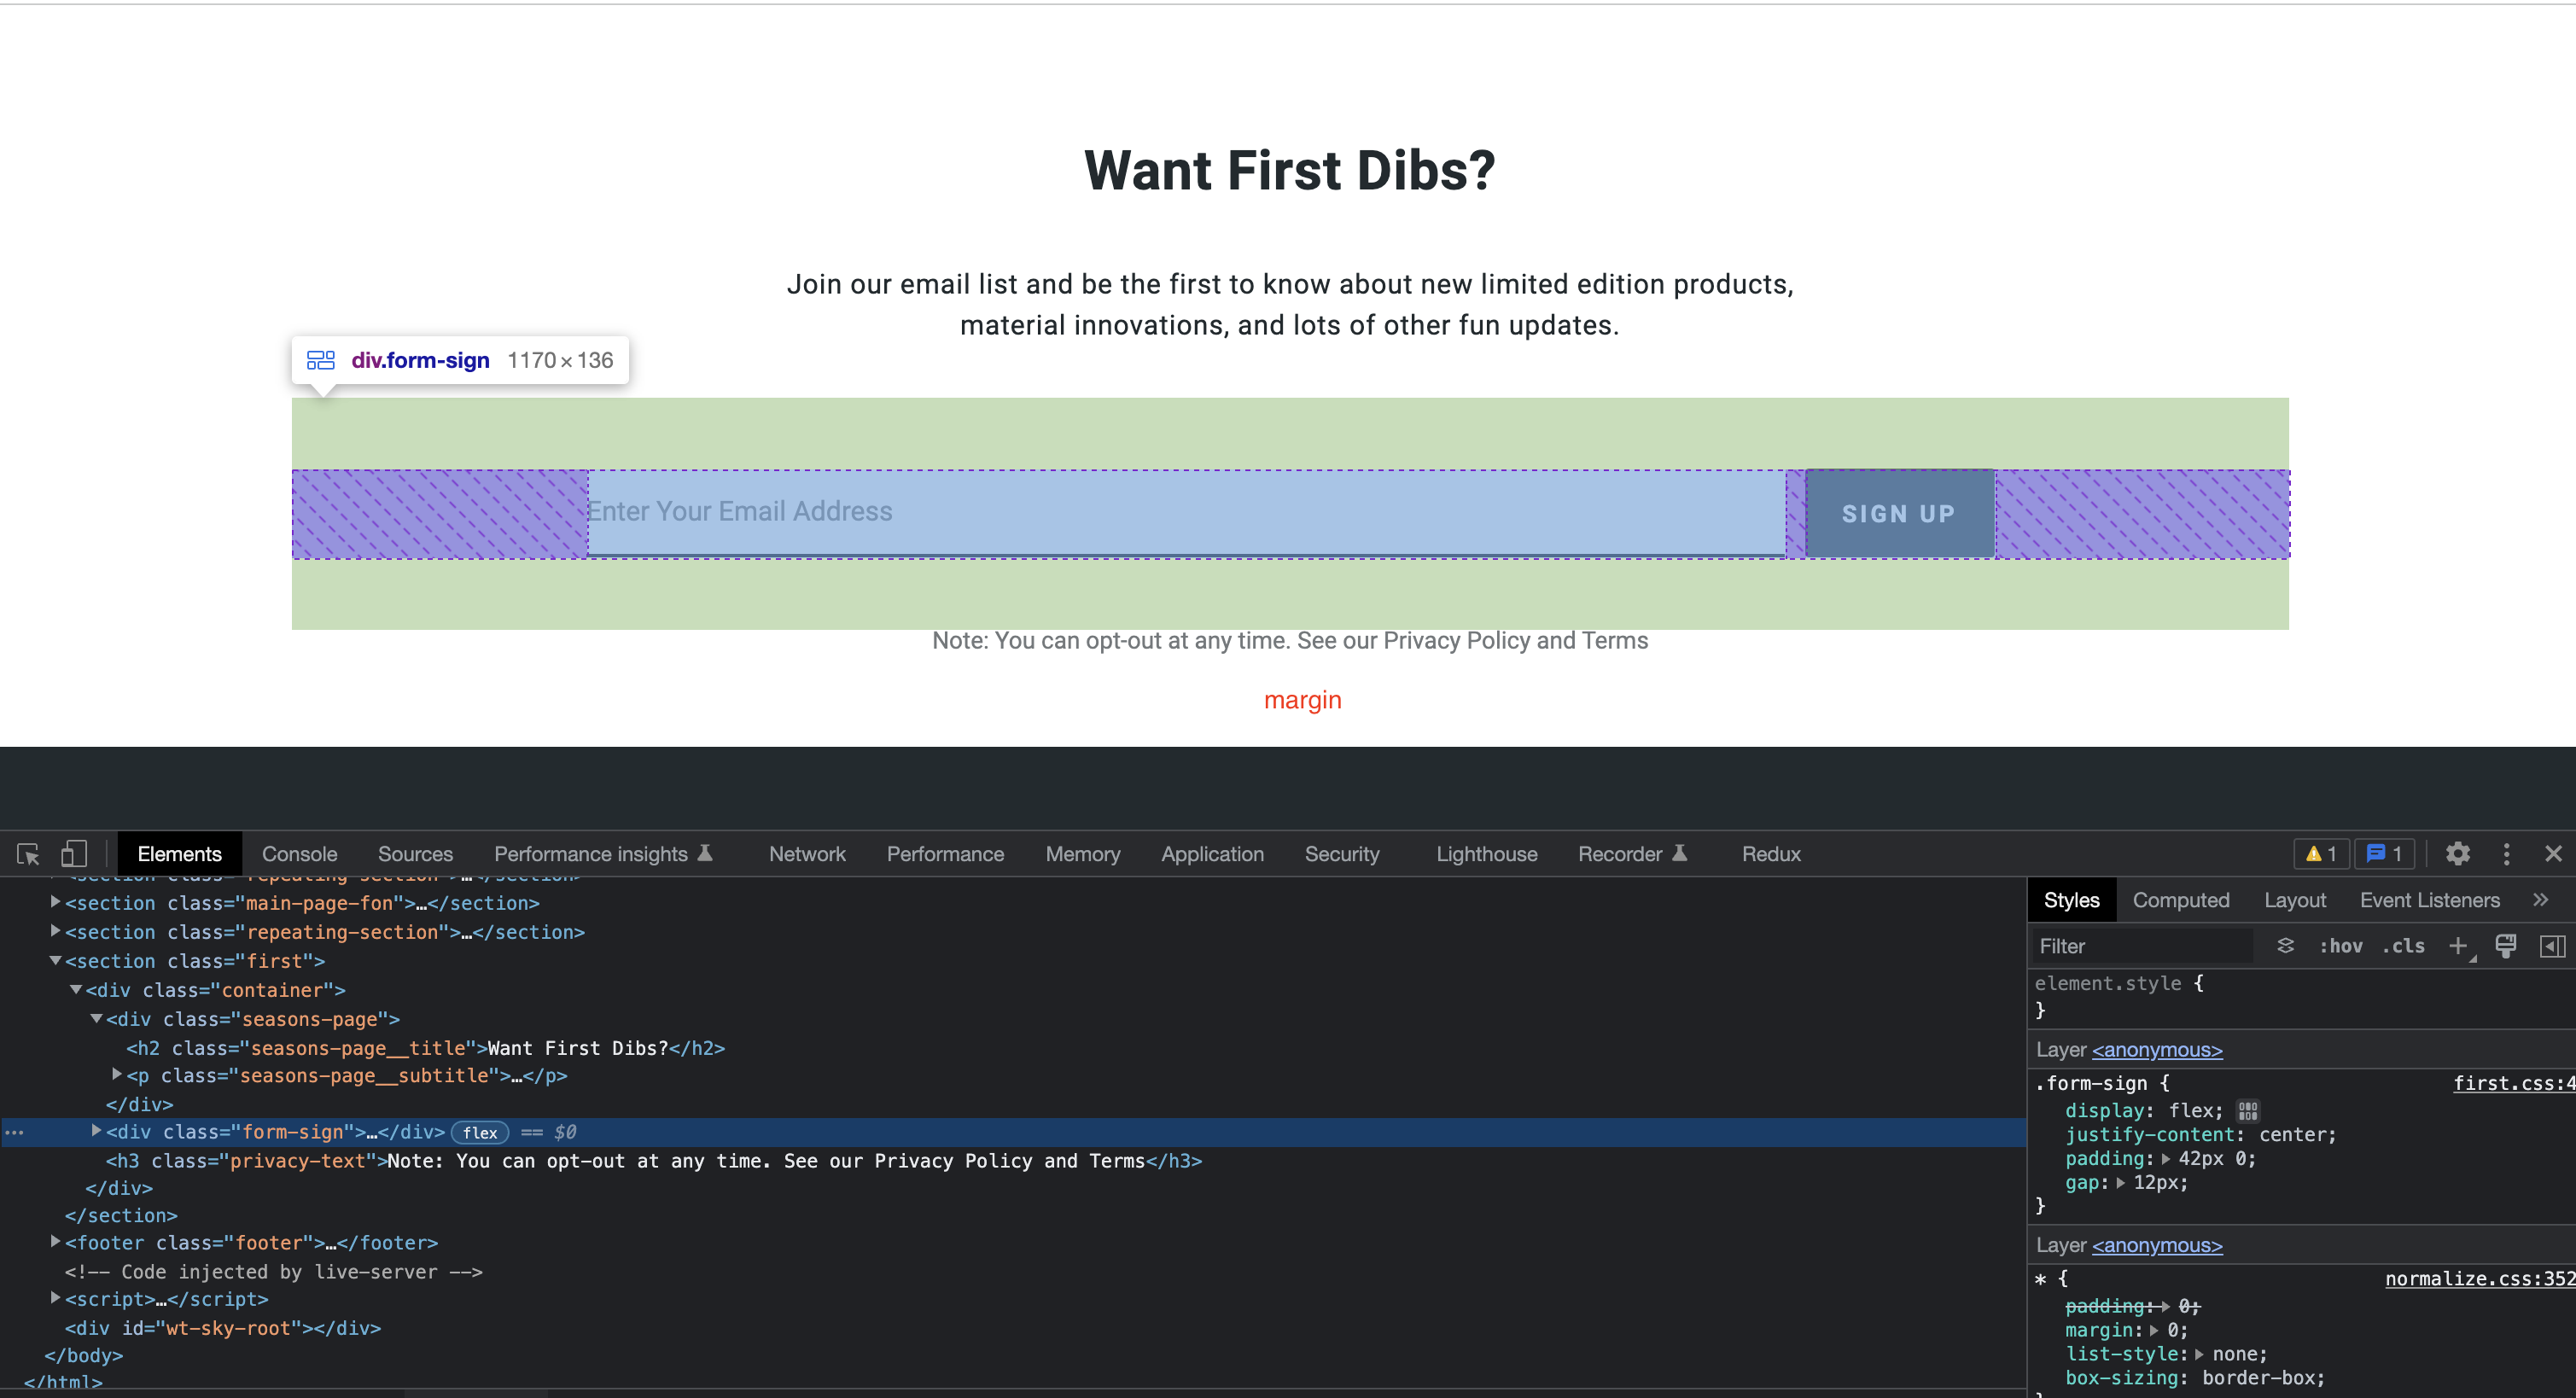 Want First Dibs?
Join our email list and be the first to know about new limited edition products,
material innovations, and lots of other fun updates.
div.form-sign 1170 × 136
Enter Your Email Address
SIGN UP
Note: You can opt-out at any time. See our Privacy Policy and Terms
margin
Elements Console Sources Performance insights Network Performance Memory Application Security Lighthouse Recorder Redux 1 1
<section class="repeating-section">…</section>
<section class="main-page-fon">…</section>
<section class="repeating-section">…</section>
<section class="first">
<div class="container">
<div class="seasons-page">
<h2 class="seasons-page__title">Want First Dibs?</h2>
<p class="seasons-page__subtitle">…</p>
</div>
… <div class="form-sign">…</div> flex == $0
<h3 class="privacy-text">Note: You can opt-out at any time. See our Privacy Policy and Terms</h3>
</div>
</section>
<footer class="footer">…</footer>
<!-- Code injected by live-server -->
<script>…</script>
<div id="wt-sky-root"></div>
</body>
</html>
Styles Computed Layout Event Listeners »
Filter :hov .cls +
element.style {
}
Layer <anonymous>
.form-sign { first.css:4
display: flex;
justify-content: center;
padding: 42px 0;
gap: 12px;
}
Layer <anonymous>
* { normalize.css:352
padding: 0;
margin: 0;
list-style: none;
box-sizing: border-box;
}